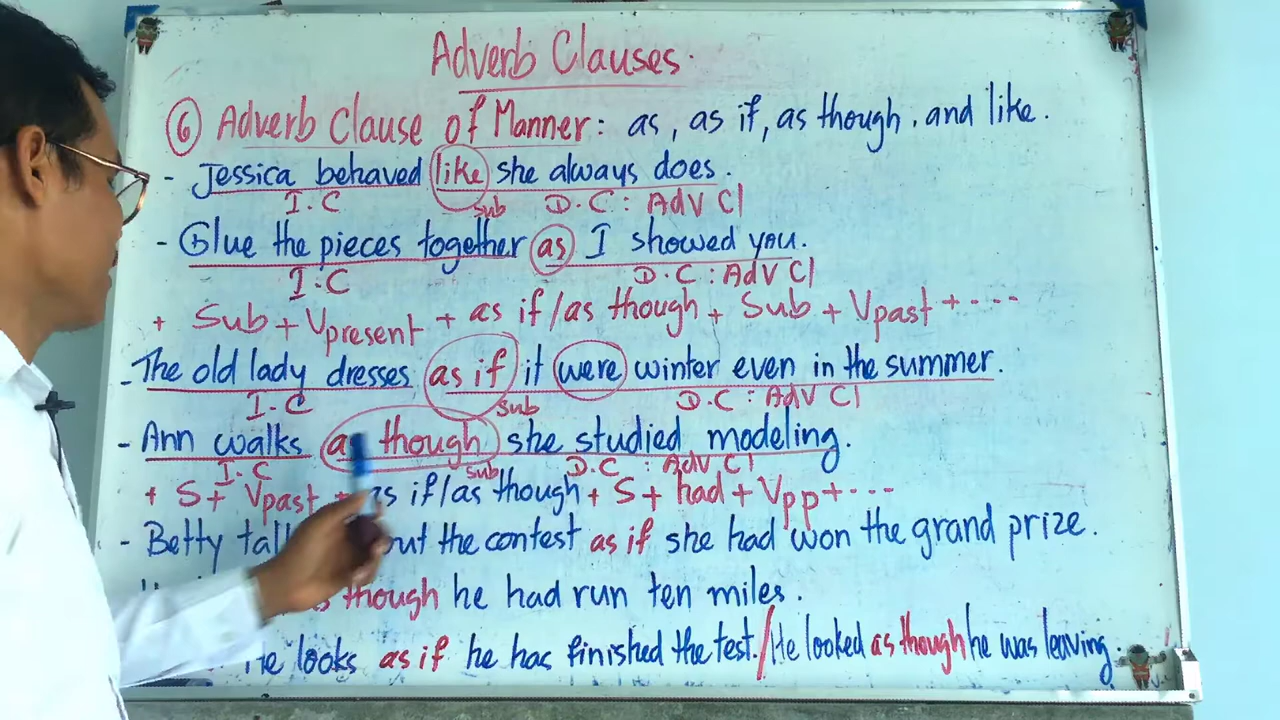 Adverb Clauses.
⑥ Adverb Clause of Manner: as, as if, as though, and like.
- Jessica behaved like she always does.
I.C sub D.C: Adv Cl
- Glue the pieces together as I showed you.
I.C D.C: Adv Cl
+ Sub + Vpresent + as if/as though + Sub + Vpast + ----
- The old lady dresses as if it were winter even in the summer.
I.C sub D.C: Adv Cl
- Ann walks as though she studied modeling.
I.C sub D.C: Adv Cl
+ S + Vpast + as if/as though + S + had + Vpp + ---
- Betty the contest as if she had won the grand prize.
though he had run ten miles.
He looks as if he has finished the test./He looked as though he was leaving.